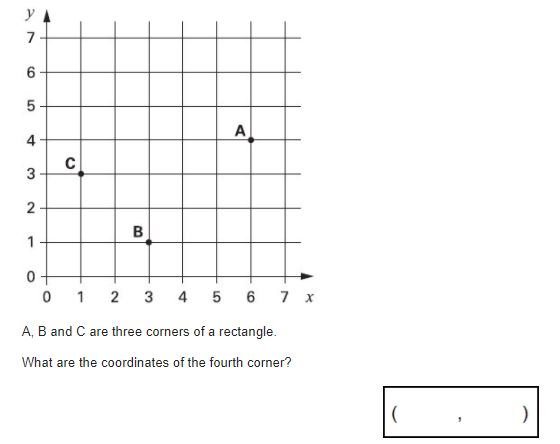 y
7
6
5
4
A
C
3
2
B
1
0
0 1 2 3 4 5 6 7 x
A, B and C are three corners of a rectangle.
What are the coordinates of the fourth corner?
( , )